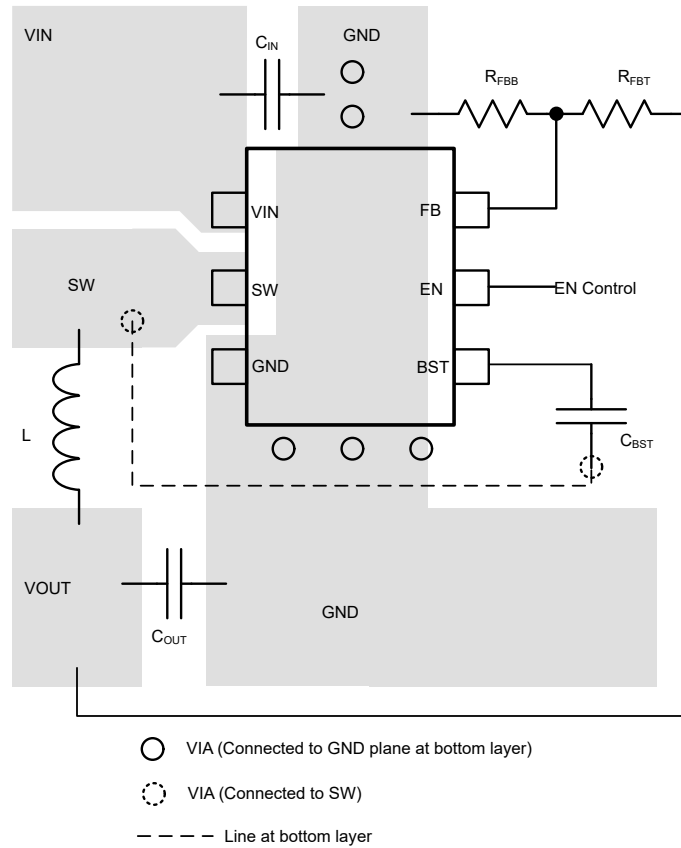 VIN
C_IN
GND
R_FBB
R_FBT
VIN
FB
SW
SW
EN
EN Control
GND
BST
L
C_BST
VOUT
GND
C_OUT
VIA (Connected to GND plane at bottom layer)
VIA (Connected to SW)
Line at bottom layer